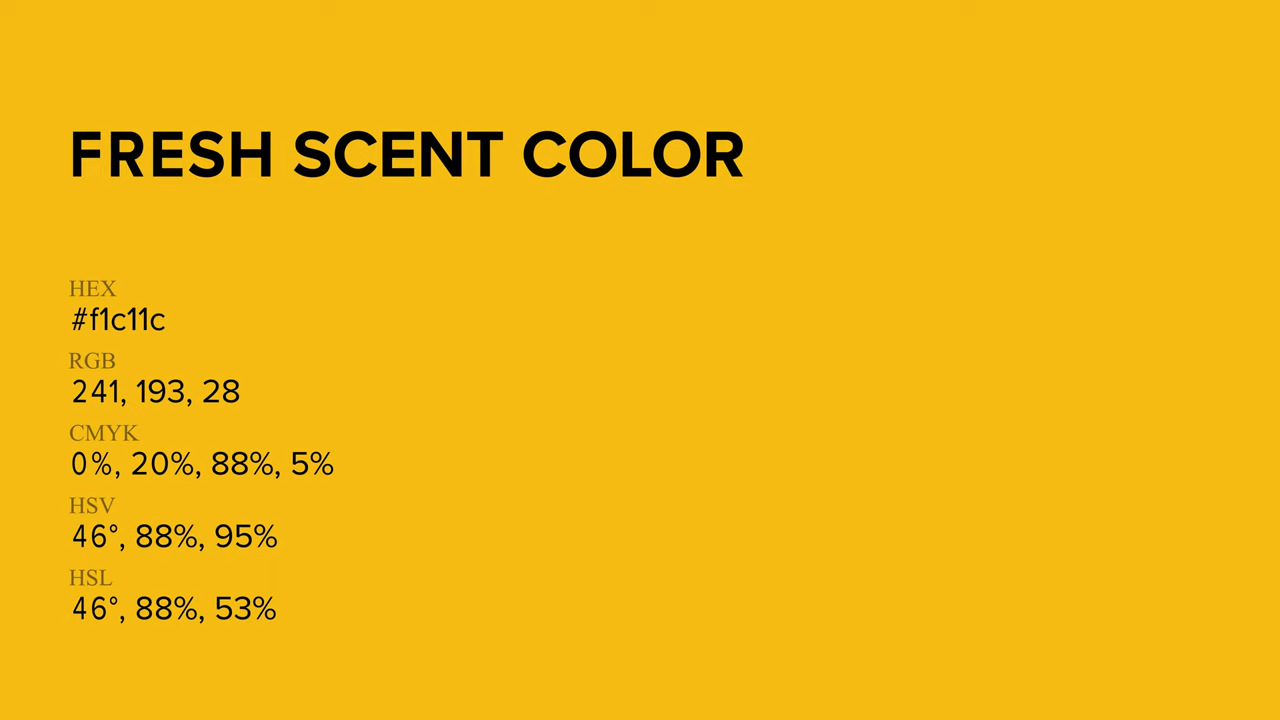 FRESH SCENT COLOR
HEX
#f1c11c
RGB
241, 193, 28
CMYK
0%, 20%, 88%, 5%
HSV
46°, 88%, 95%
HSL
46°, 88%, 53%